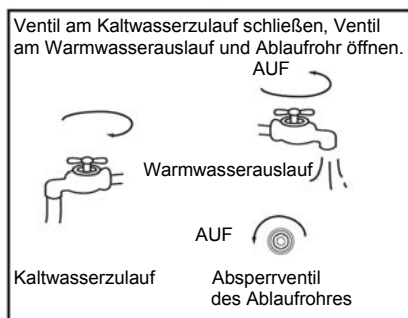 Ventil am Kaltwasserzulauf schließen, Ventil
am Warmwasserauslauf und Ablaufrohr öffnen.
AUF
Warmwasserauslauf
AUF
Kaltwasserzulauf
Absperrventil
des Ablaufrohres